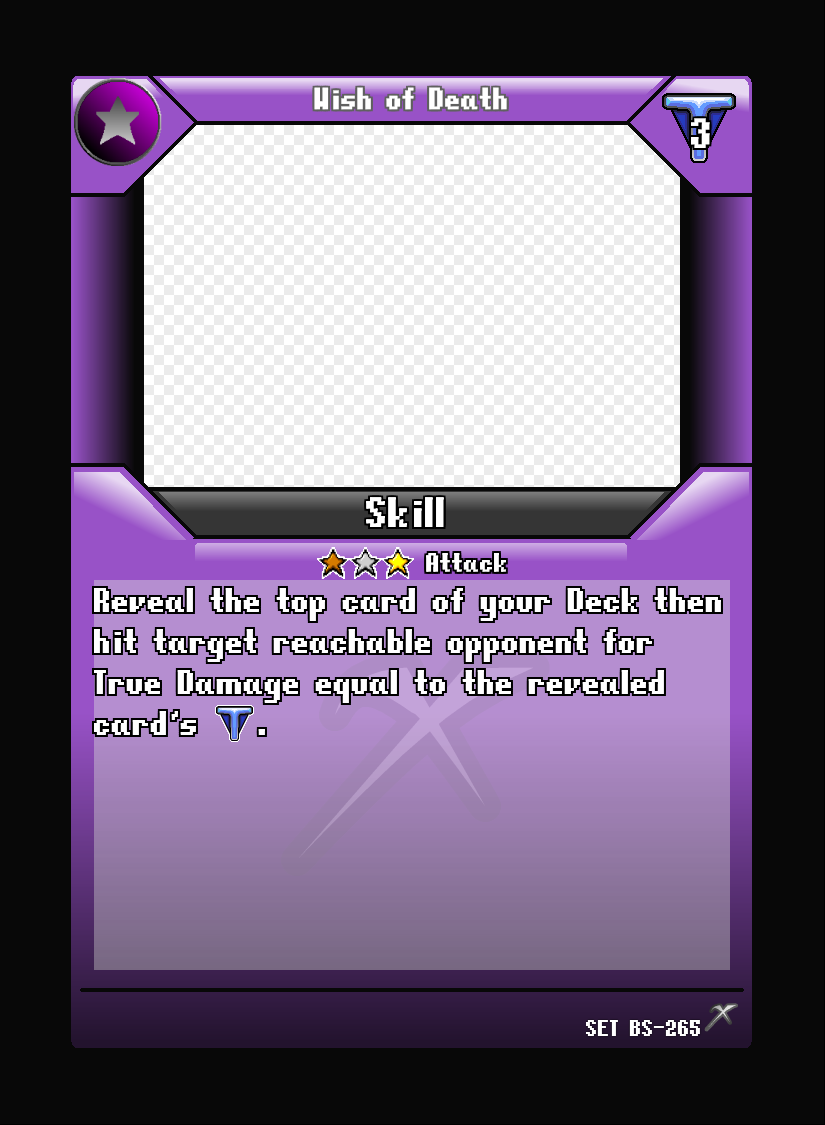 Wish of Death
3
Skill
Attack
Reveal the top card of your Deck then
hit target reachable opponent for
True Damage equal to the revealed
card's T.
SET BS-265